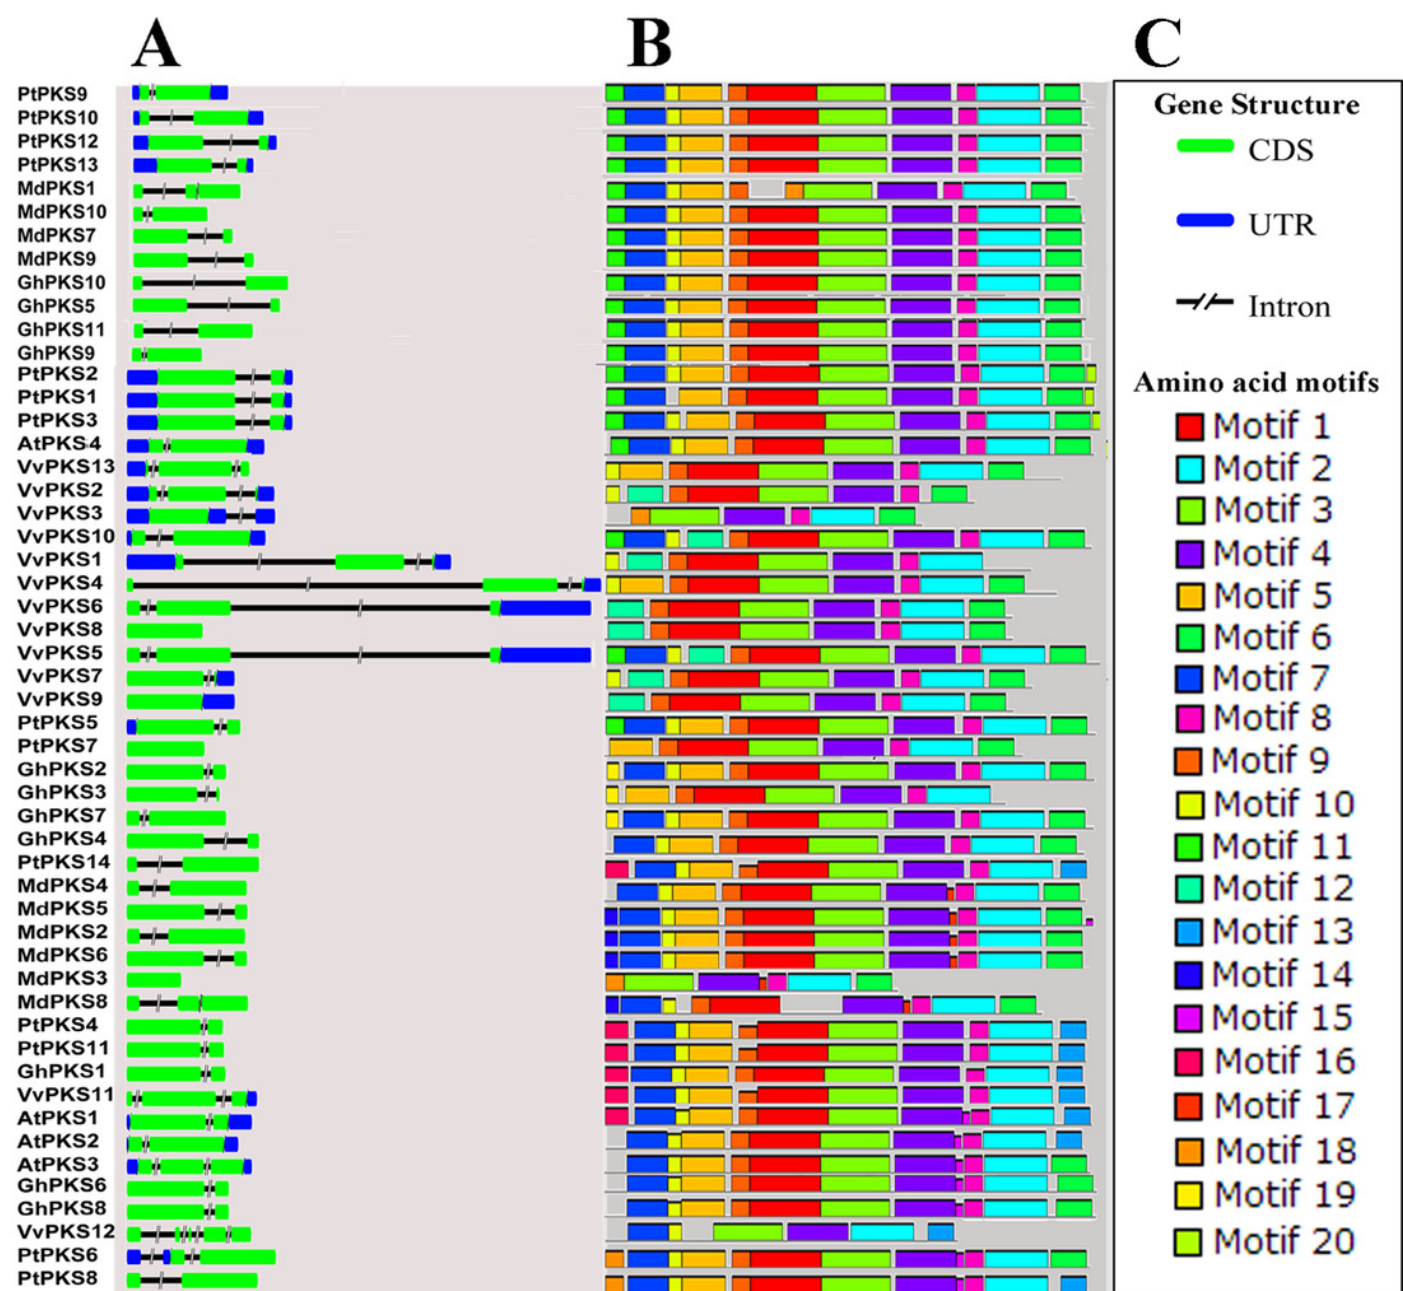 A B C
PtPKS9
PtPKS10
PtPKS12
PtPKS13
MdPKS1
MdPKS10
MdPKS7
MdPKS9
GhPKS10
GhPKS5
GhPKS11
GhPKS9
PtPKS2
PtPKS1
PtPKS3
AtPKS4
VvPKS13
VvPKS2
VvPKS3
VvPKS10
VvPKS1
VvPKS4
VvPKS6
VvPKS8
VvPKS5
VvPKS7
VvPKS9
PtPKS5
PtPKS7
GhPKS2
GhPKS3
GhPKS7
GhPKS4
PtPKS14
MdPKS4
MdPKS5
MdPKS2
MdPKS6
MdPKS3
MdPKS8
PtPKS4
PtPKS11
GhPKS1
VvPKS11
AtPKS1
AtPKS2
AtPKS3
GhPKS6
GhPKS8
VvPKS12
PtPKS6
PtPKS8
Gene Structure
CDS
UTR
Intron
Amino acid motifs
Motif 1
Motif 2
Motif 3
Motif 4
Motif 5
Motif 6
Motif 7
Motif 8
Motif 9
Motif 10
Motif 11
Motif 12
Motif 13
Motif 14
Motif 15
Motif 16
Motif 17
Motif 18
Motif 19
Motif 20